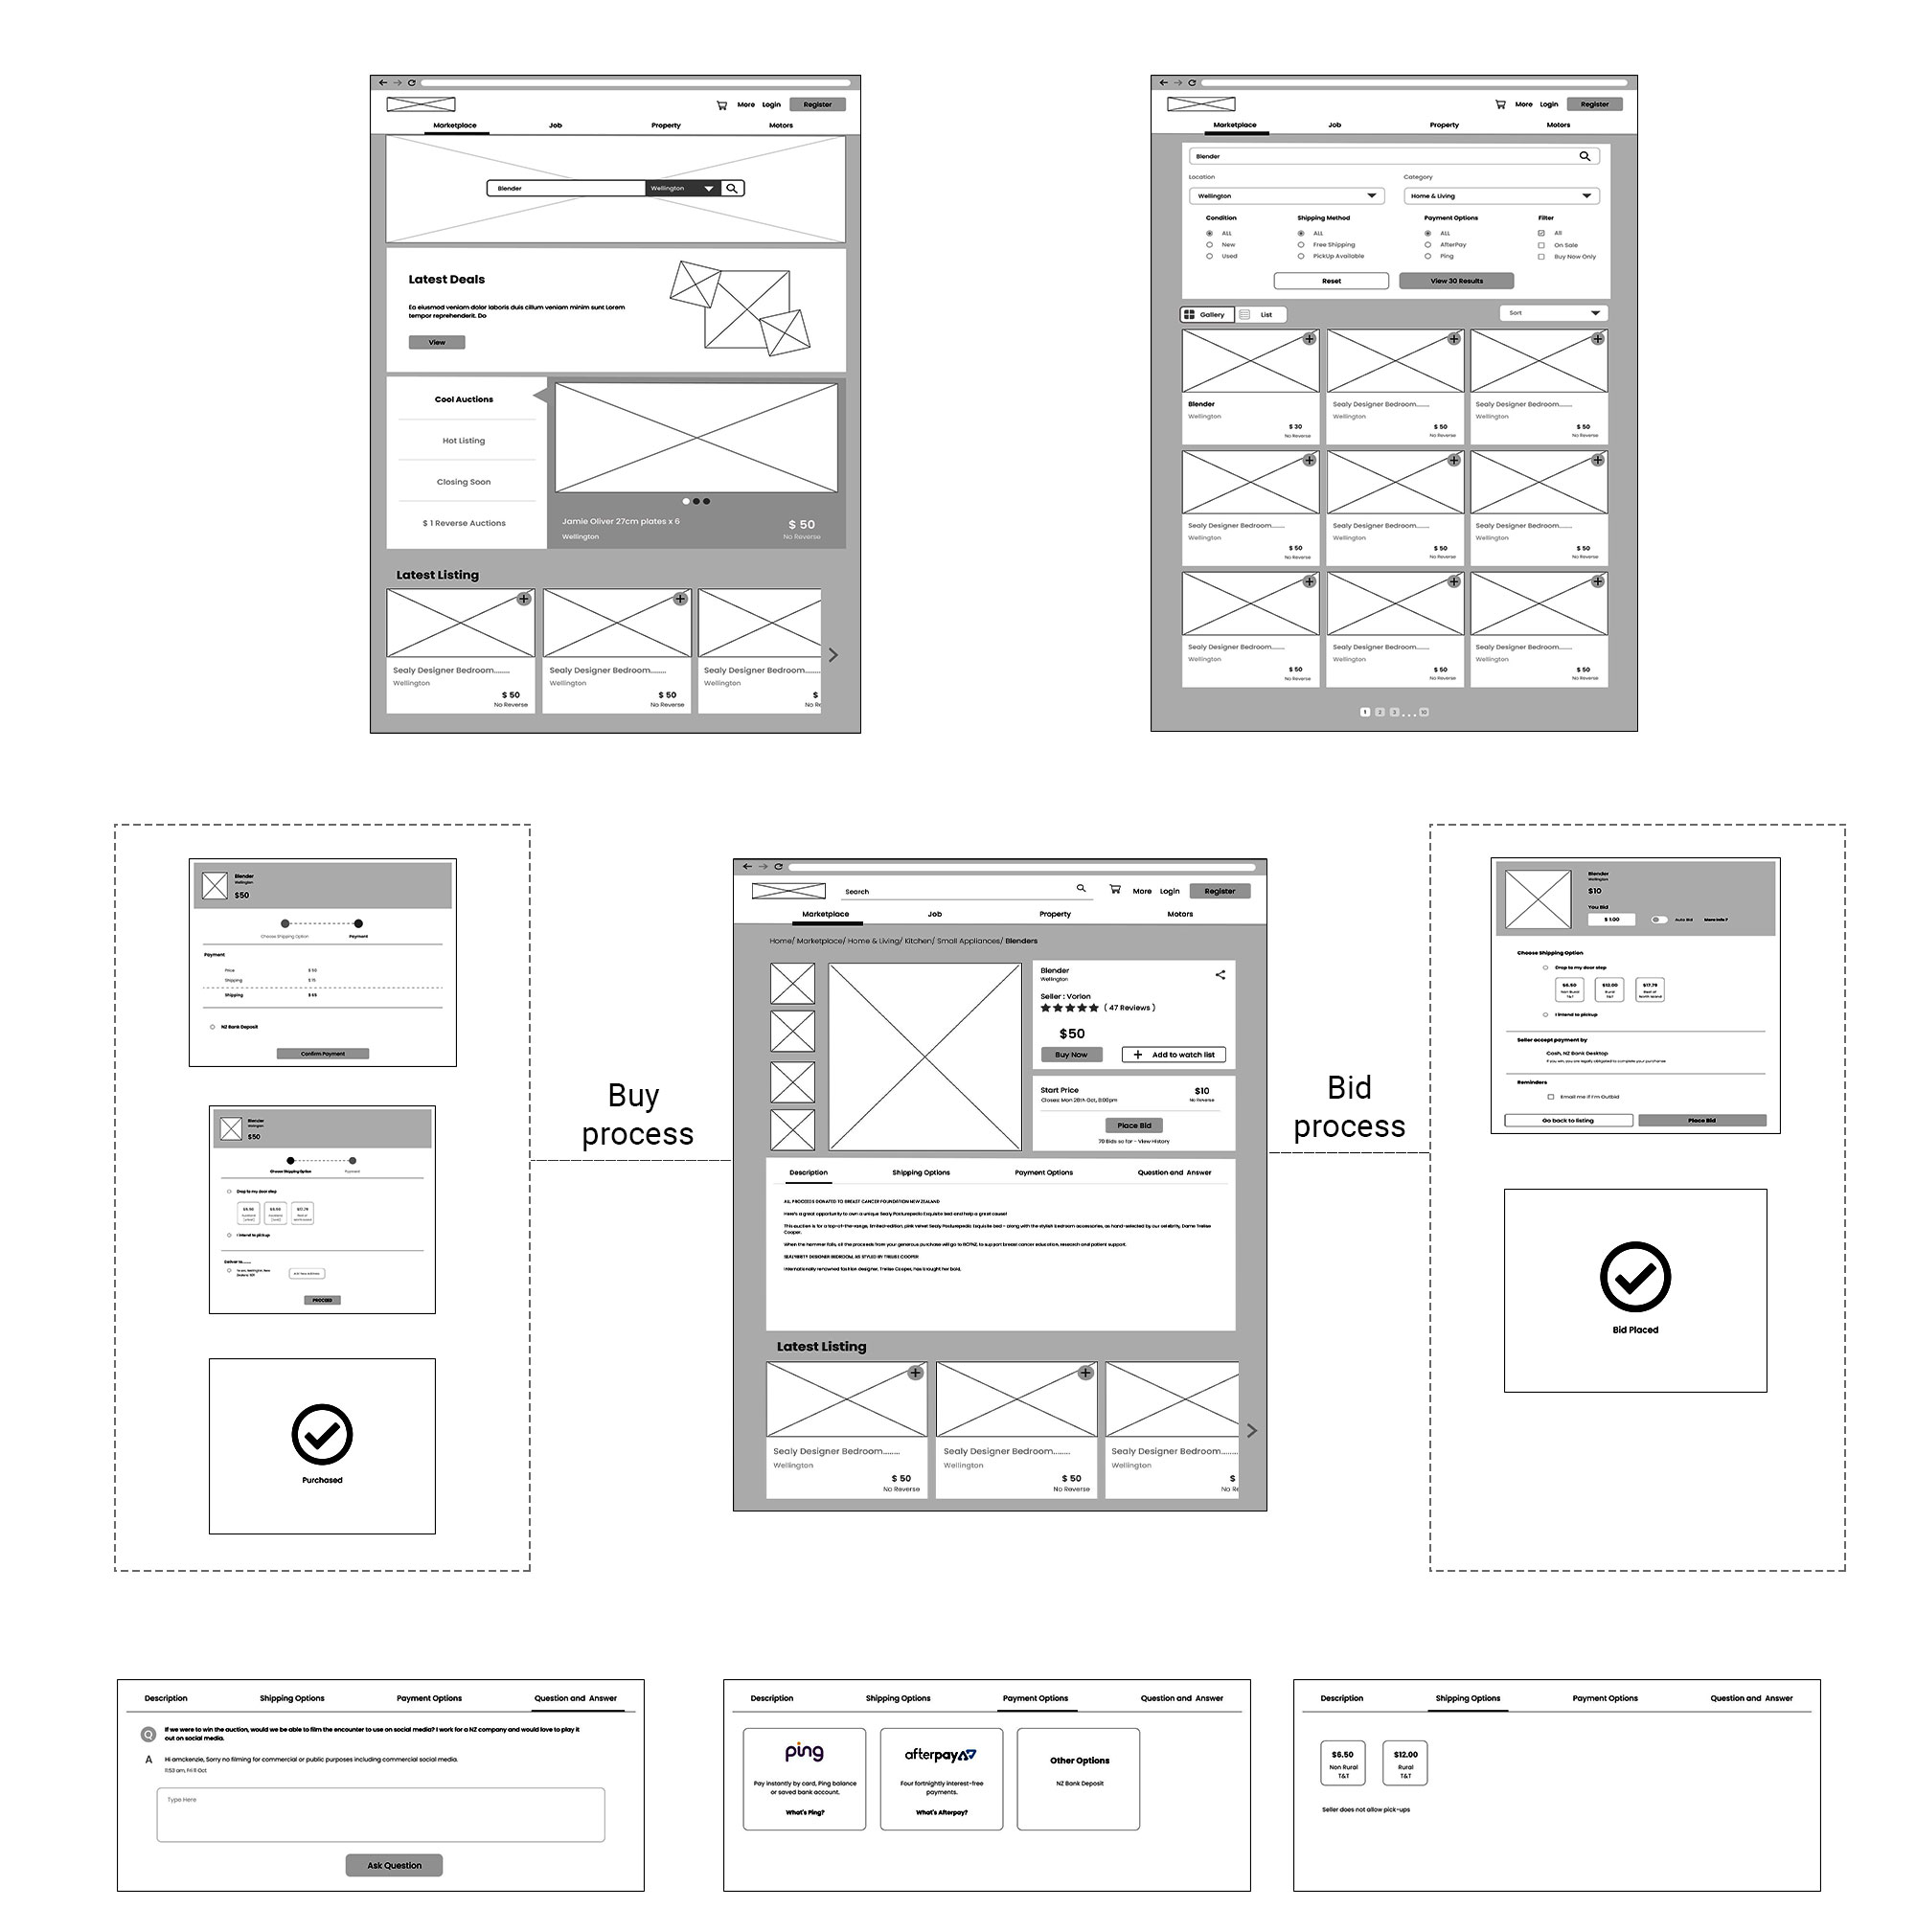 More Login Register
Marketplace Job Property Motors
Blender Wellington
Latest Deals
Ea eiusmod veniam dolor laboris duis cillum veniam minim sunt Lorem
tempor reprehenderit. Do
View
Cool Auctions
Hot Listing
Closing Soon
$ 1 Reverse Auctions
Jamie Oliver 27cm plates x 6 $ 50
Wellington No Reverse
Latest Listing
Sealy Designer Bedroom........ Sealy Designer Bedroom........ Sealy Designer Bedroom........
Wellington Wellington Wellington
$ 50 $ 50 $
No Reverse No Reverse No Re
More Login Register
Marketplace Job Property Motors
Blender
Location Category
Wellington Home & Living
Condition Shipping Method Payment Options Filter
ALL ALL ALL All
New Free Shipping AfterPay On Sale
Used PickUp Available Ping Buy Now Only
Reset View 30 Results
Gallery List Sort
Blender Sealy Designer Bedroom........ Sealy Designer Bedroom........
Wellington Wellington Wellington
$ 30 $ 50 $ 50
No Reverse No Reverse No Reverse
Sealy Designer Bedroom........ Sealy Designer Bedroom........ Sealy Designer Bedroom........
Wellington Wellington Wellington
$ 50 $ 50 $ 50
No Reverse No Reverse No Reverse
Sealy Designer Bedroom........ Sealy Designer Bedroom........ Sealy Designer Bedroom........
Wellington Wellington Wellington
$ 50 $ 50 $ 50
No Reverse No Reverse No Reverse
1 2 3 . . . 10
Blender
Wellington
$50
Choose Shipping Option Payment
Payment
Price $ 50
Shipping $ 15
Shipping $ 65
NZ Bank Deposit
Confirm Payment
Blender
Wellington
$50
Choose Shipping Option Payment
Drop to my door step
$6.50 $5.50 $17.79
I intend to pickup
Deliver to.......
PROCEED
Purchased
Buy
process
Search More Login Register
Marketplace Job Property Motors
Home/ Marketplace/ Home & Living/ Kitchen/ Small Appliances/ Blenders
Blender
Wellington
Seller : Vorion
( 47 Reviews )
$50
Buy Now Add to watch list
Start Price $10
Closes: Mon 28th Oct, 8:00pm No Reverse
Place Bid
70 Bids so far - View History
Description Shipping Options Payment Options Question and Answer
ALL PROCEEDS DONATED TO BREAST CANCER FOUNDATION NEW ZEALAND
Here's a great opportunity to own a unique Sealy Posturepedic Exquisite bed and help a great cause!
This auction is for a top-of-the-range, limited-edition, pink velvet Sealy Posturepedic Exquisite bed – along with the stylish bedroom accessories, as hand-selected by our celebrity, Dame Trelise
Cooper.
When the hammer falls, all the proceeds from your generous purchase will go to BCFNZ, to support breast cancer education, research and patient support.
SEALY DESIGNER BEDROOM, AS STYLED BY TRELISE COOPER
Internationally renowned fashion designer, Trelise Cooper, has brought her bold,
Latest Listing
Sealy Designer Bedroom........ Sealy Designer Bedroom........ Sealy Designer Bedroom........
Wellington Wellington Wellington
$ 50 $ 50 $
No Reverse No Reverse No Re
Bid
process
Blender
Wellington
$10
You Bid
$ 1.00 Auto Bid More Info ?
Choose Shipping Option
Drop to my door step
$6.50 $12.00 $17.79
Non Rural Rural Rest of
T&T T&T North Island
I intend to pickup
Seller accept payment by
Cash, NZ Bank Desktop
If you win, you are legally obligated to complete your purchanse
Reminders
Email me if I'm Outbid
Go back to listing Place Bid
Bid Placed
Description Shipping Options Payment Options Question and Answer
Q If we were to win the auction, would we be able to film the encounter to use on social media? I work for a NZ company and would love to play it
out on social media.
A Hi amckenzie, Sorry no filming for commercial or public purposes including commercial social media.
11:53 am, Fri 11 Oct
Type Here
Ask Question
Description Shipping Options Payment Options Question and Answer
ping afterpay Other Options
Pay instantly by card, Ping balance Four fortnightly interest-free NZ Bank Deposit
or saved bank account. payments.
What's Ping? What's Afterpay?
Description Shipping Options Payment Options Question and Answer
$6.50 $12.00
Non Rural Rural
T&T T&T
Seller does not allow pick-ups